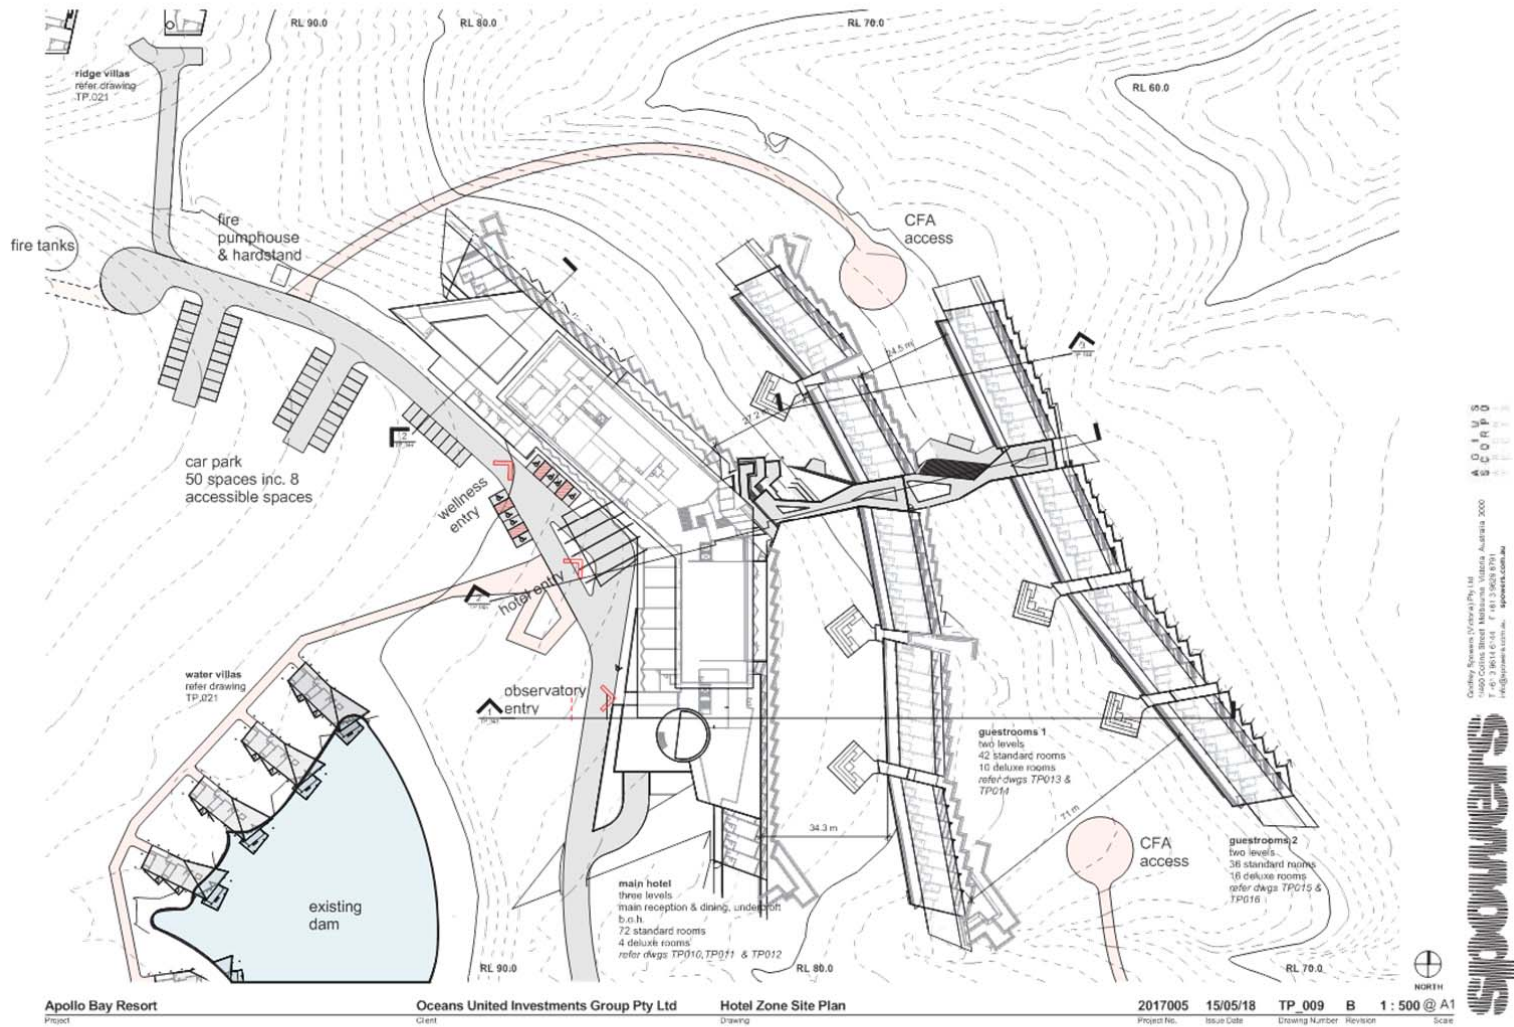 RL 90.0
RL 80.0
RL 70.0
RL 60.0
ridge villas
refer drawing
TP.021
fire tanks
fire
pumphouse
& hardstand
CFA
access
24.5 m
car park
50 spaces inc. 8
accessible spaces
wellness
entry
hotel entry
observatory
entry
water villas
refer drawing
TP.021
existing
dam
guestrooms 1
two levels
42 standard rooms
10 deluxe rooms
refer dwgs TP013 &
TP014
71 m
34.3 m
CFA
access
guestrooms 2
two levels
36 standard rooms
16 deluxe rooms
refer dwgs TP015 &
TP016
main hotel
three levels
main reception & dining, undercroft
b.o.h.
72 standard rooms
4 deluxe rooms
refer dwgs TP010,TP011 & TP012
RL 90.0
RL 80.0
RL 70.0
NORTH
Apollo Bay Resort
Project
Oceans United Investments Group Pty Ltd
Client
Hotel Zone Site Plan
Drawing
2017005
Project No.
15/05/18
Issue Date
TP_009
Drawing Number
B
Revision
1 : 500 @ A1
Scale
spowers